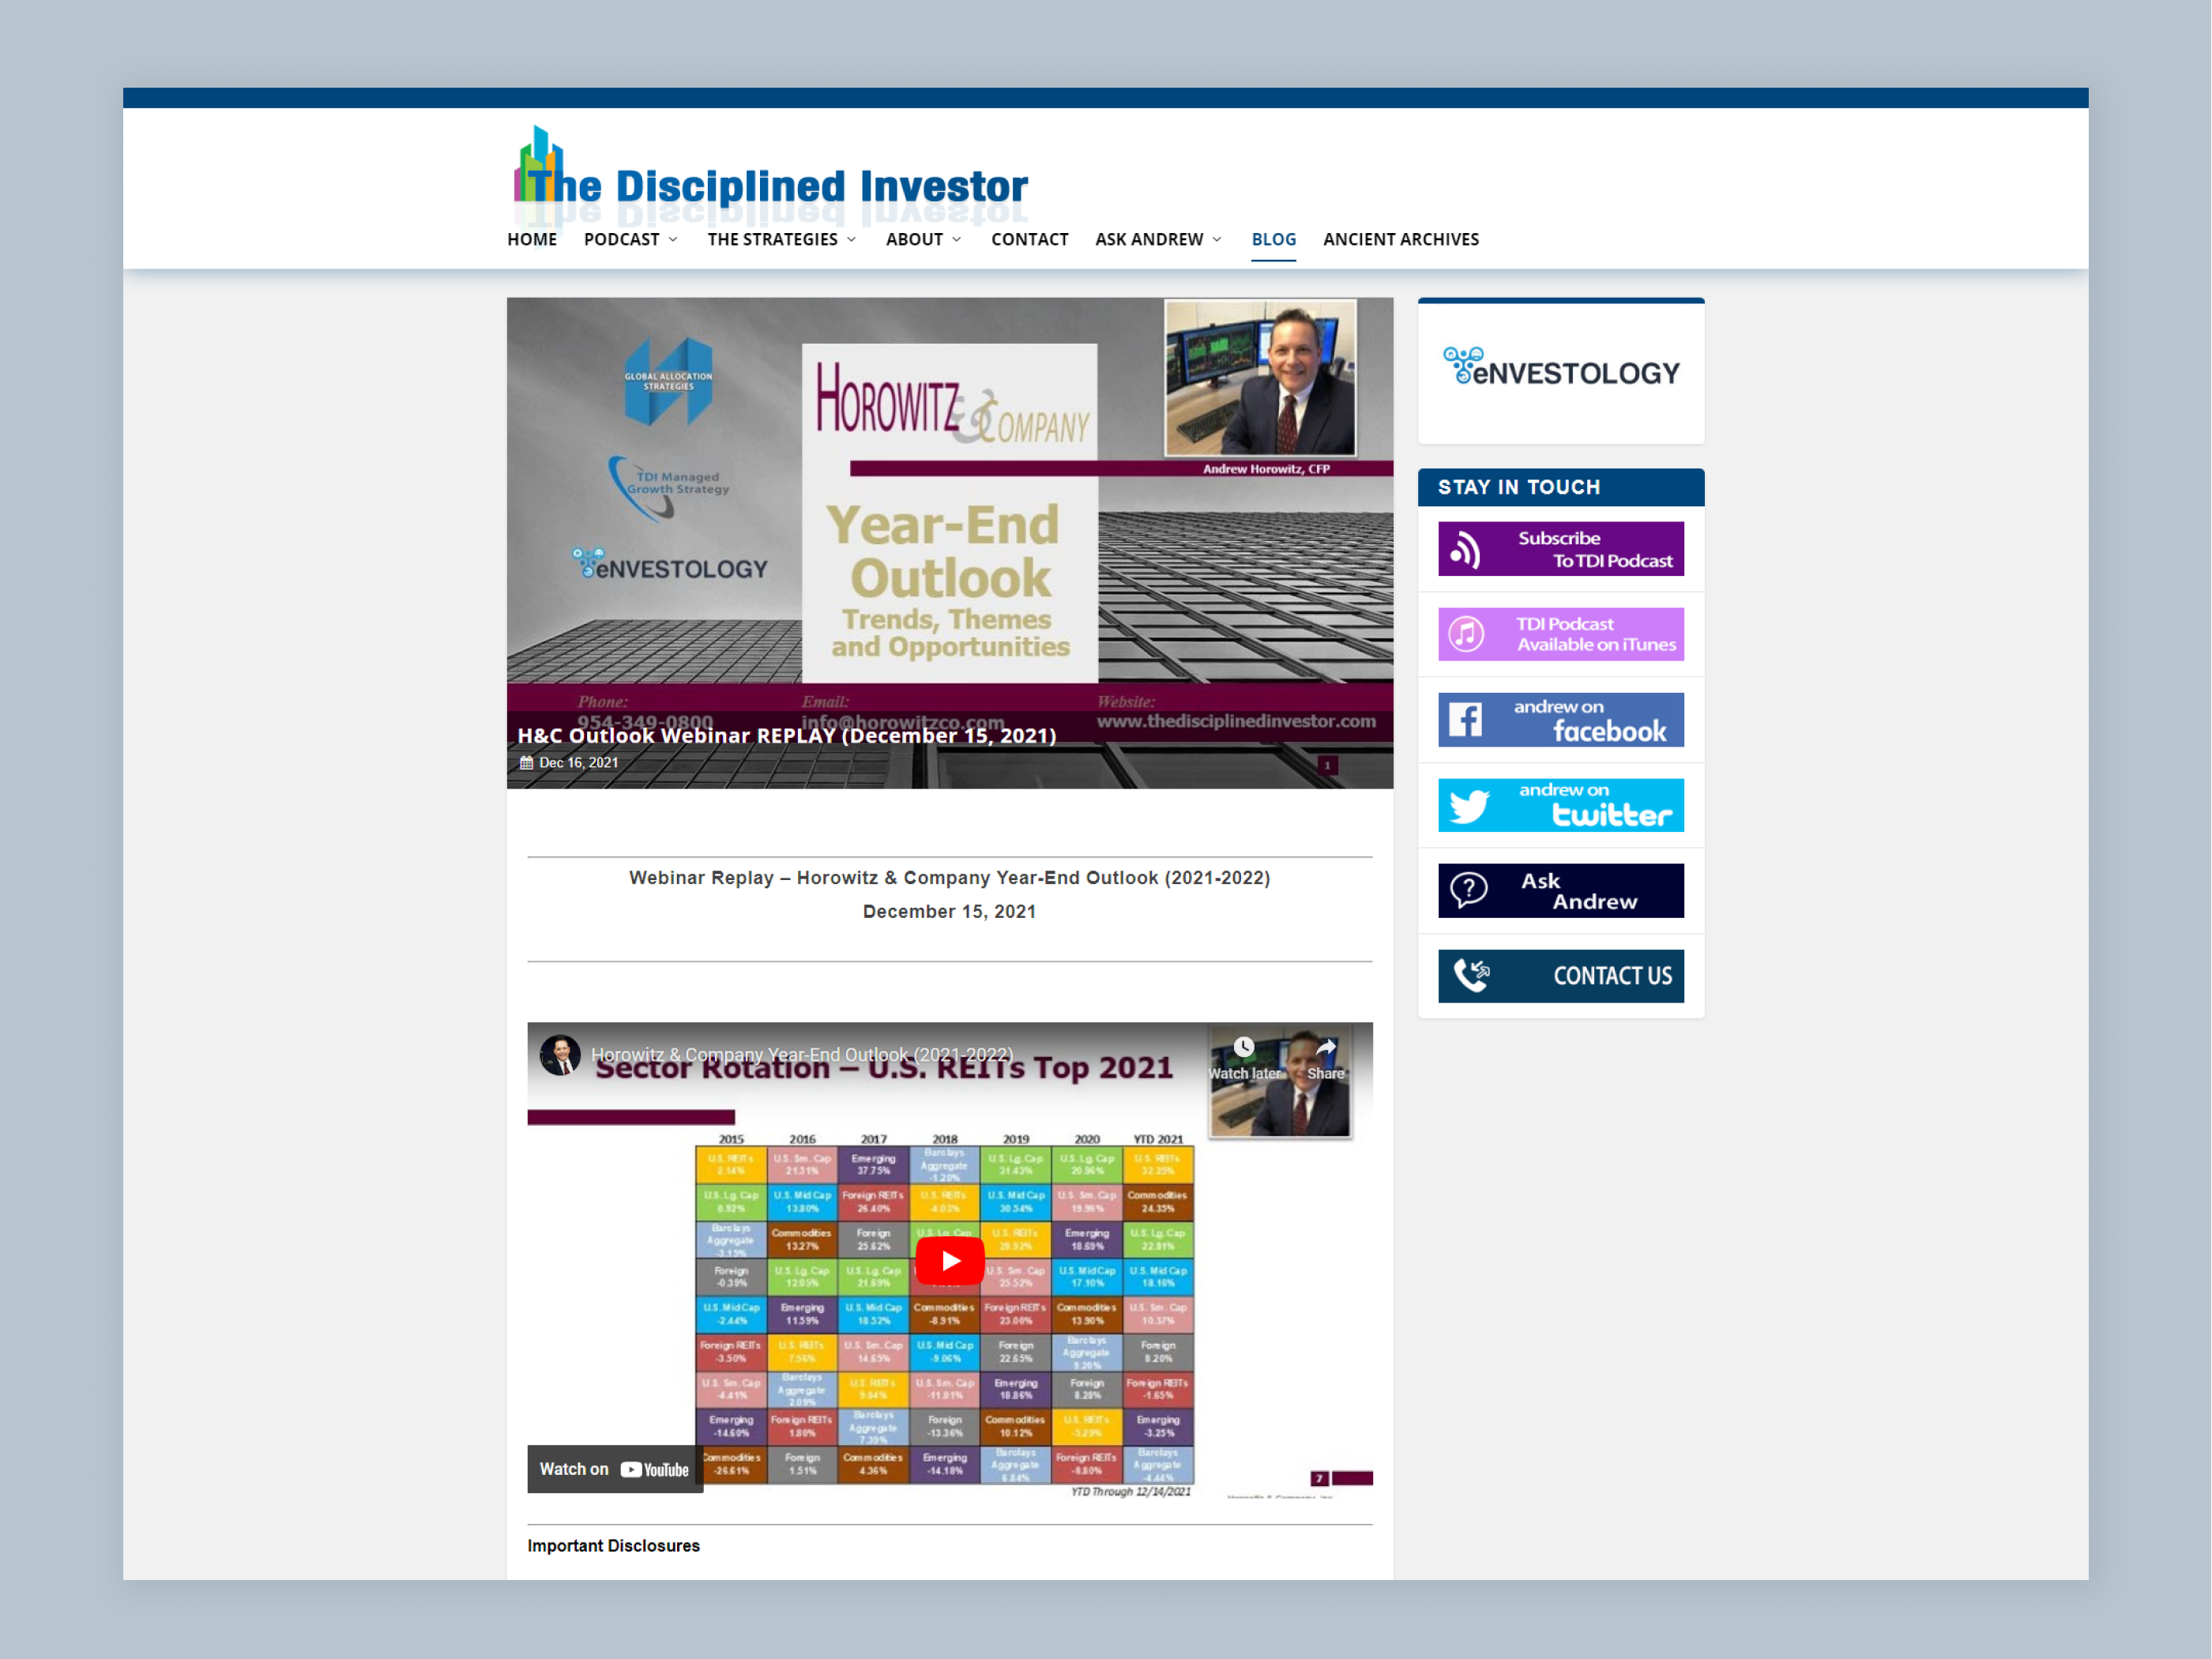 The Disciplined Investor
HOME PODCAST THE STRATEGIES ABOUT CONTACT ASK ANDREW BLOG ANCIENT ARCHIVES
GLOBAL ALLOCATION
STRATEGIES
TDI Managed
Growth Strategy
eNVESTOLOGY
HOROWITZ & COMPANY
Andrew Horowitz, CFP
Year-End
Outlook
Trends, Themes
and Opportunities
Phone: Email: Website:
954-349-0800 info@horowitzco.com www.thedisciplinedinvestor.com
H&C Outlook Webinar REPLAY (December 15, 2021)
Dec 16, 2021
1
eNVESTOLOGY
STAY IN TOUCH
Subscribe
To TDI Podcast
TDI Podcast
Available on iTunes
andrew on
facebook
andrew on
twitter
Ask
Andrew
CONTACT US
Webinar Replay – Horowitz & Company Year-End Outlook (2021-2022)
December 15, 2021
Horowitz & Company Year-End Outlook (2021-2022)
Sector Rotation – U.S. REITs Top 2021
Watch later Share
2015 2016 2017 2018 2019 2020 YTD 2021
U.S. REITs U.S. Sm. Cap Emerging Barclays Aggregate U.S. Lg. Cap U.S. Lg. Cap U.S. REITs
2.14% 21.31% 37.75% -1.20% 31.43% 20.96% 32.25%
U.S. Lg. Cap U.S. Mid Cap Foreign REITs U.S. REITs U.S. Mid Cap U.S. Sm. Cap Commodities
0.92% 13.80% 26.40% -4.02% 30.54% 19.96% 24.35%
Barclays Aggregate Commodities Foreign U.S. Lg. Cap U.S. REITs Emerging U.S. Lg. Cap
-3.15% 13.27% 25.62% 28.92% 18.69% 22.81%
Foreign U.S. Lg. Cap U.S. Lg. Cap U.S. Sm. Cap U.S. Mid Cap U.S. Mid Cap
-0.39% 12.05% 21.69% 25.52% 17.10% 18.16%
U.S. Mid Cap Emerging U.S. Mid Cap Commodities Foreign REITs Commodities U.S. Sm. Cap
-2.44% 11.59% 18.52% -8.91% 23.00% 13.90% 10.37%
Foreign REITs U.S. REITs U.S. Sm. Cap U.S. Mid Cap Foreign Barclays Aggregate Foreign
-3.50% 7.56% 14.65% -9.06% 22.65% 9.20% 8.20%
U.S. Sm. Cap Barclays Aggregate U.S. REITs U.S. Sm. Cap Emerging Foreign Foreign REITs
-4.41% 2.09% 9.84% -11.01% 18.86% 8.28% -1.65%
Emerging Foreign REITs Barclays Aggregate Foreign Commodities U.S. REITs Emerging
-14.60% 1.80% 7.39% -13.36% 10.12% -5.29% -3.25%
Commodities Foreign Commodities Emerging Barclays Aggregate Foreign REITs Barclays Aggregate
-26.61% 1.51% 4.36% -14.18% 6.84% -8.80% -4.44%
Watch on YouTube
7
YTD Through 12/14/2021
Important Disclosures